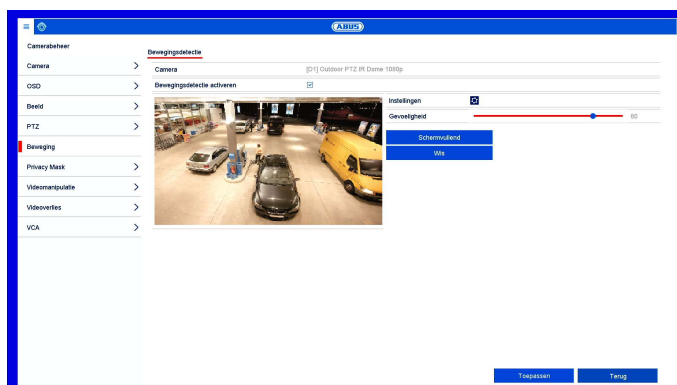 ABUS
Camerabeheer
Camera
OSD
Beeld
PTZ
Beweging
Privacy Mask
Videomanipulatie
Videoverlies
VCA
Bewegingsdetectie
Camera [D1] Outdoor PTZ IR Dome 1080p
Bewegingsdetectie activeren
Instellingen
Gevoeligheid 80
Schermvullend
Wis
Toepassen Terug